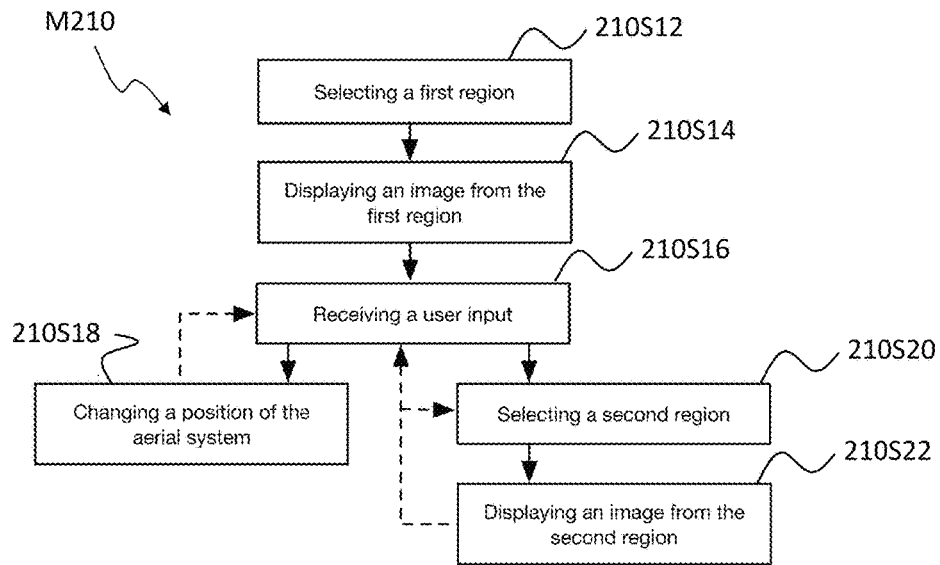 M210
210S12
Selecting a first region
210S14
Displaying an image from the
first region
210S16
Receiving a user input
210S18
Changing a position of the
aerial system
210S20
Selecting a second region
210S22
Displaying an image from the
second region